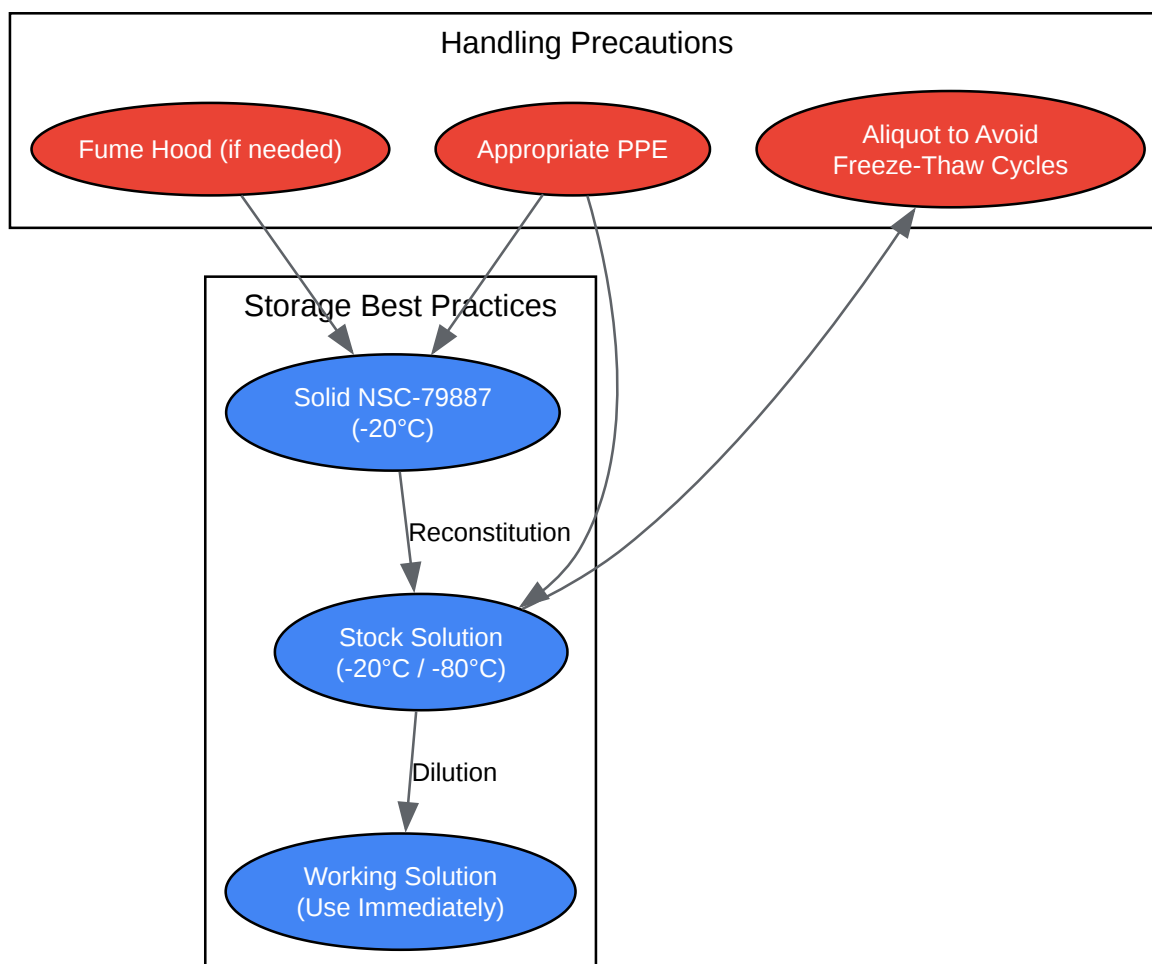 Handling Precautions
Fume Hood (if needed)
Appropriate PPE
Aliquot to Avoid
Freeze-Thaw Cycles
Storage Best Practices
Solid NSC-79887
(-20°C)
Reconstitution
Stock Solution
(-20°C / -80°C)
Dilution
Working Solution
(Use Immediately)